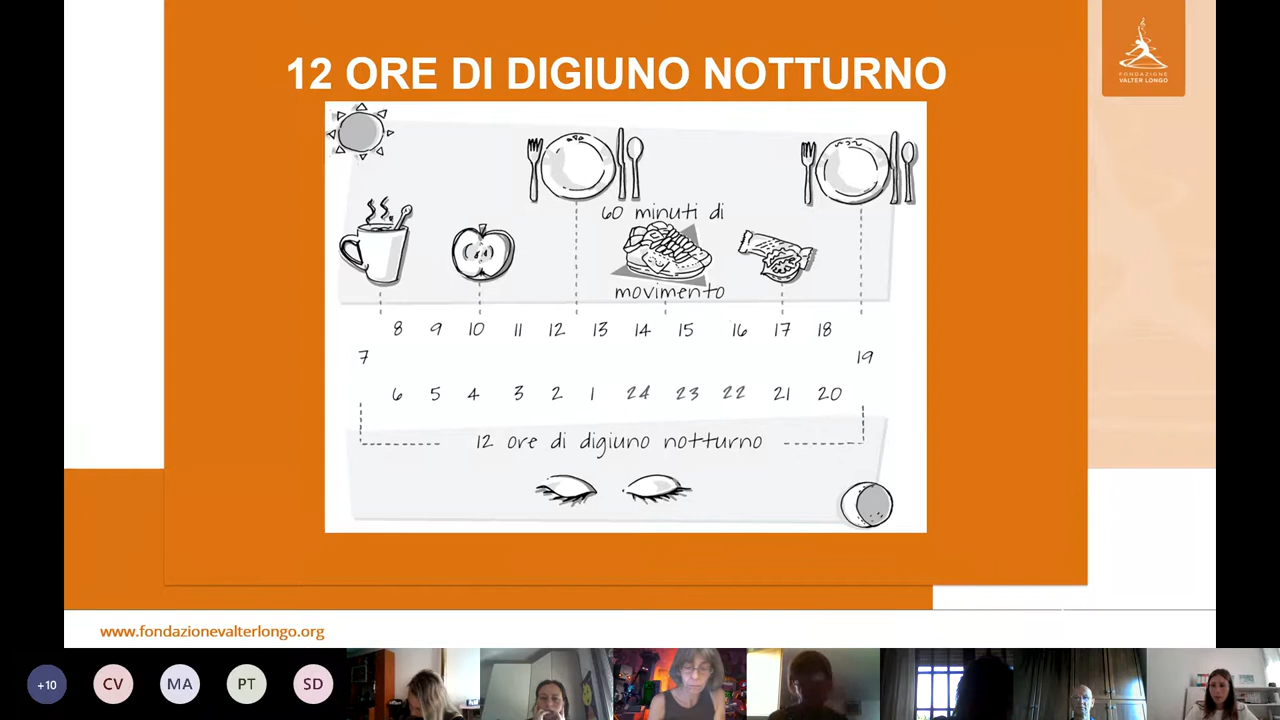 12 ORE DI DIGIUNO NOTTURNO
FONDAZIONE
VALTER LONGO
60 minuti di
movimento
8 9 10 11 12 13 14 15 16 17 18
7 19
6 5 4 3 2 1 24 23 22 21 20
12 ore di digiuno notturno
www.fondazionevalterlongo.org
+10 CV MA PT SD